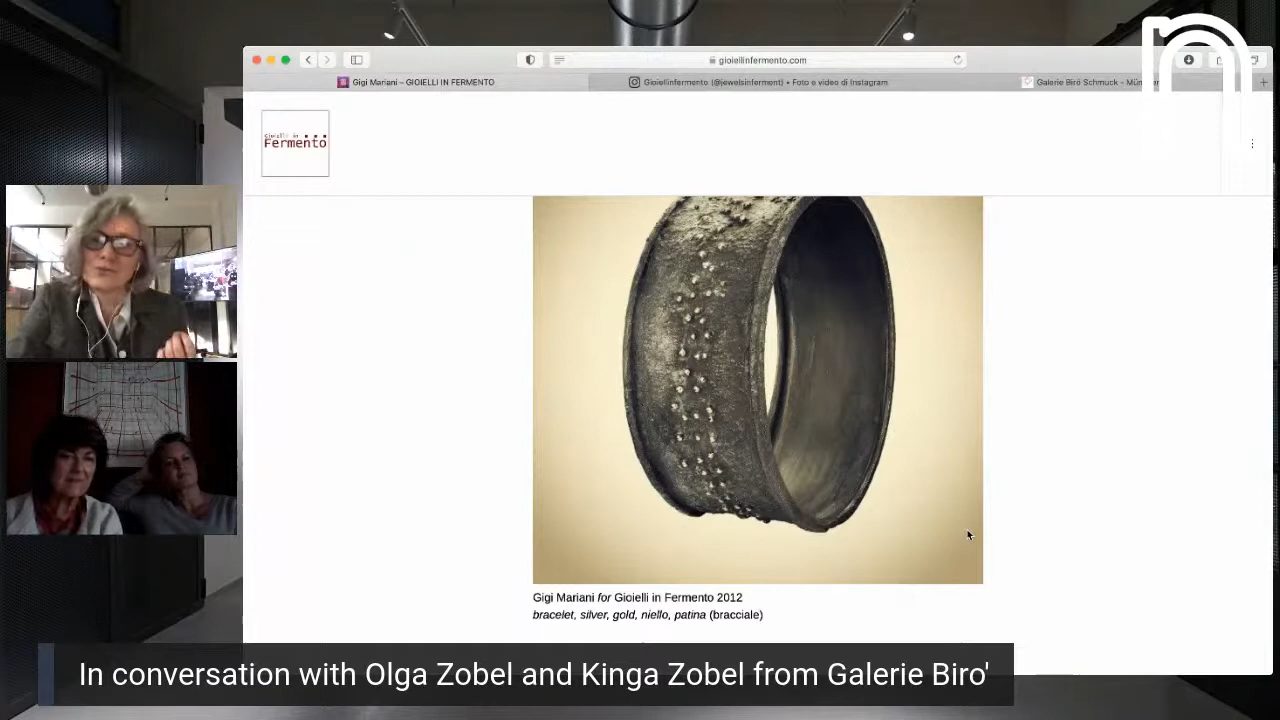 gioiellinfermento.com
Gigi Mariani – GIOIELLI IN FERMENTO
Gioiellinfermento (@jewelsinferment) • Foto e video di Instagram
Galerie Biró Schmuck – Mün
Gioielli in
Fermento
Gigi Mariani for Gioielli in Fermento 2012
bracelet, silver, gold, niello, patina (bracciale)
In conversation with Olga Zobel and Kinga Zobel from Galerie Biro'